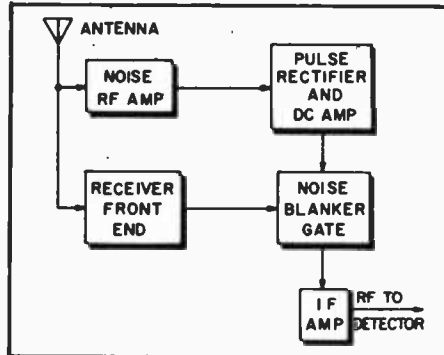 ANTENNA
NOISE
RF AMP
PULSE
RECTIFIER
AND
DC AMP
RECEIVER
FRONT
END
NOISE
BLANKER
GATE
IF
AMP
RF TO
DETECTOR